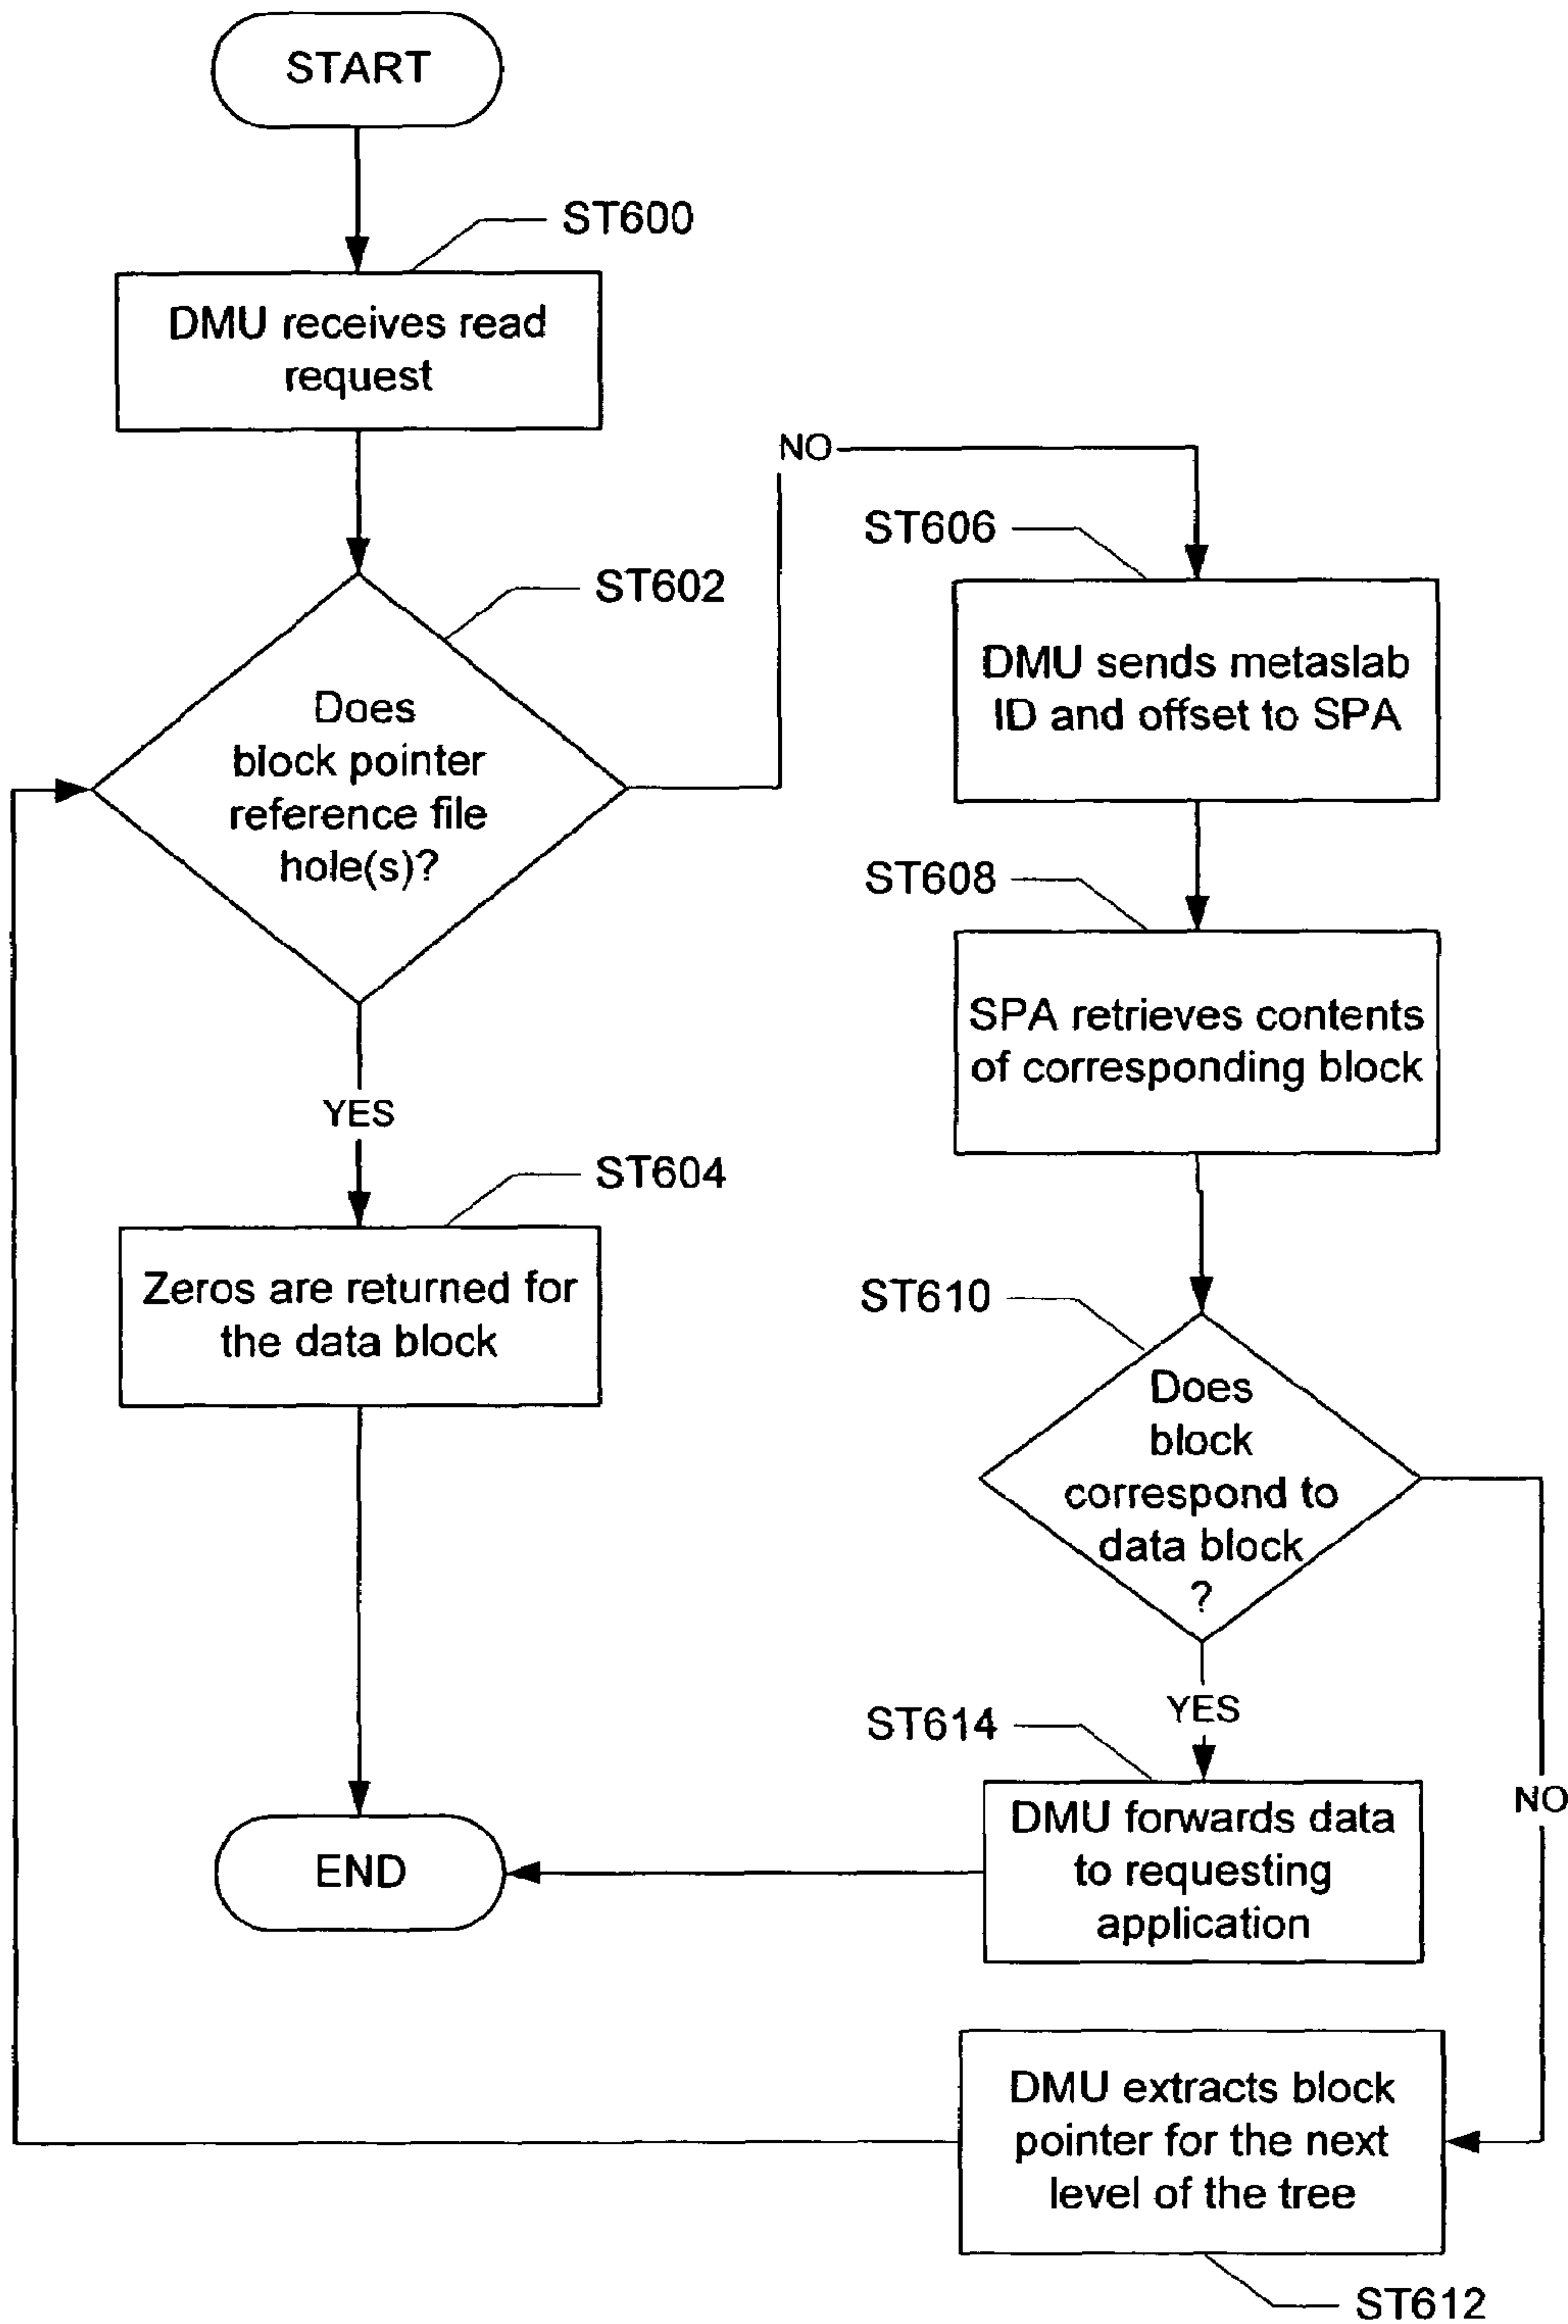 START
ST600
DMU receives read
request
ST602
Does
block pointer
reference file
hole(s)?
NO
YES
ST604
Zeros are returned for
the data block
END
ST606
DMU sends metaslab
ID and offset to SPA
ST608
SPA retrieves contents
of corresponding block
ST610
Does
block
correspond to
data block
?
YES
NO
ST614
DMU forwards data
to requesting
application
DMU extracts block
pointer for the next
level of the tree
ST612